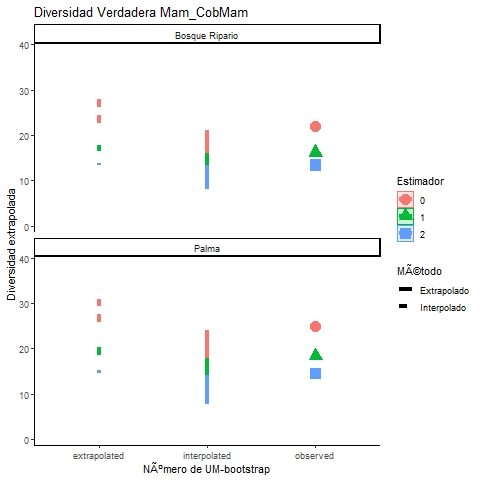 Diversidad Verdadera Mam_CobMam
Bosque Ripario
40
30
20
10
0
Palma
40
30
20
10
0
Diversidad extrapolada
extrapolated interpolated observed
NÃºmero de UM-bootstrap
Estimador
0
1
2
MÃ©todo
Extrapolado
Interpolado